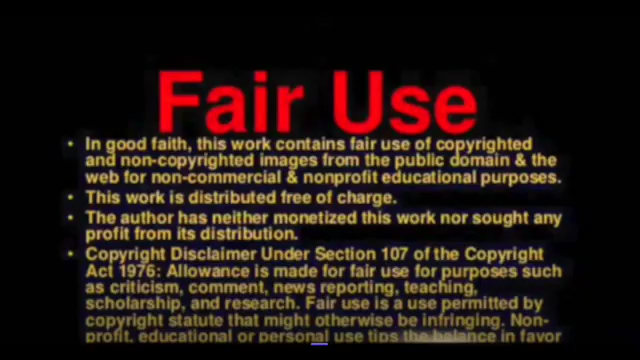 Fair Use
• In good faith, this work contains fair use of copyrighted
and non-copyrighted images from the public domain & the
web for non-commercial & nonprofit educational purposes.
• This work is distributed free of charge.
• The author has neither monetized this work nor sought any
profit from its distribution.
• Copyright Disclaimer Under Section 107 of the Copyright
Act 1976: Allowance is made for fair use for purposes such
as criticism, comment, news reporting, teaching,
scholarship, and research. Fair use is a use permitted by
copyright statute that might otherwise be infringing. Non-
profit, educational or personal use tips the balance in favor